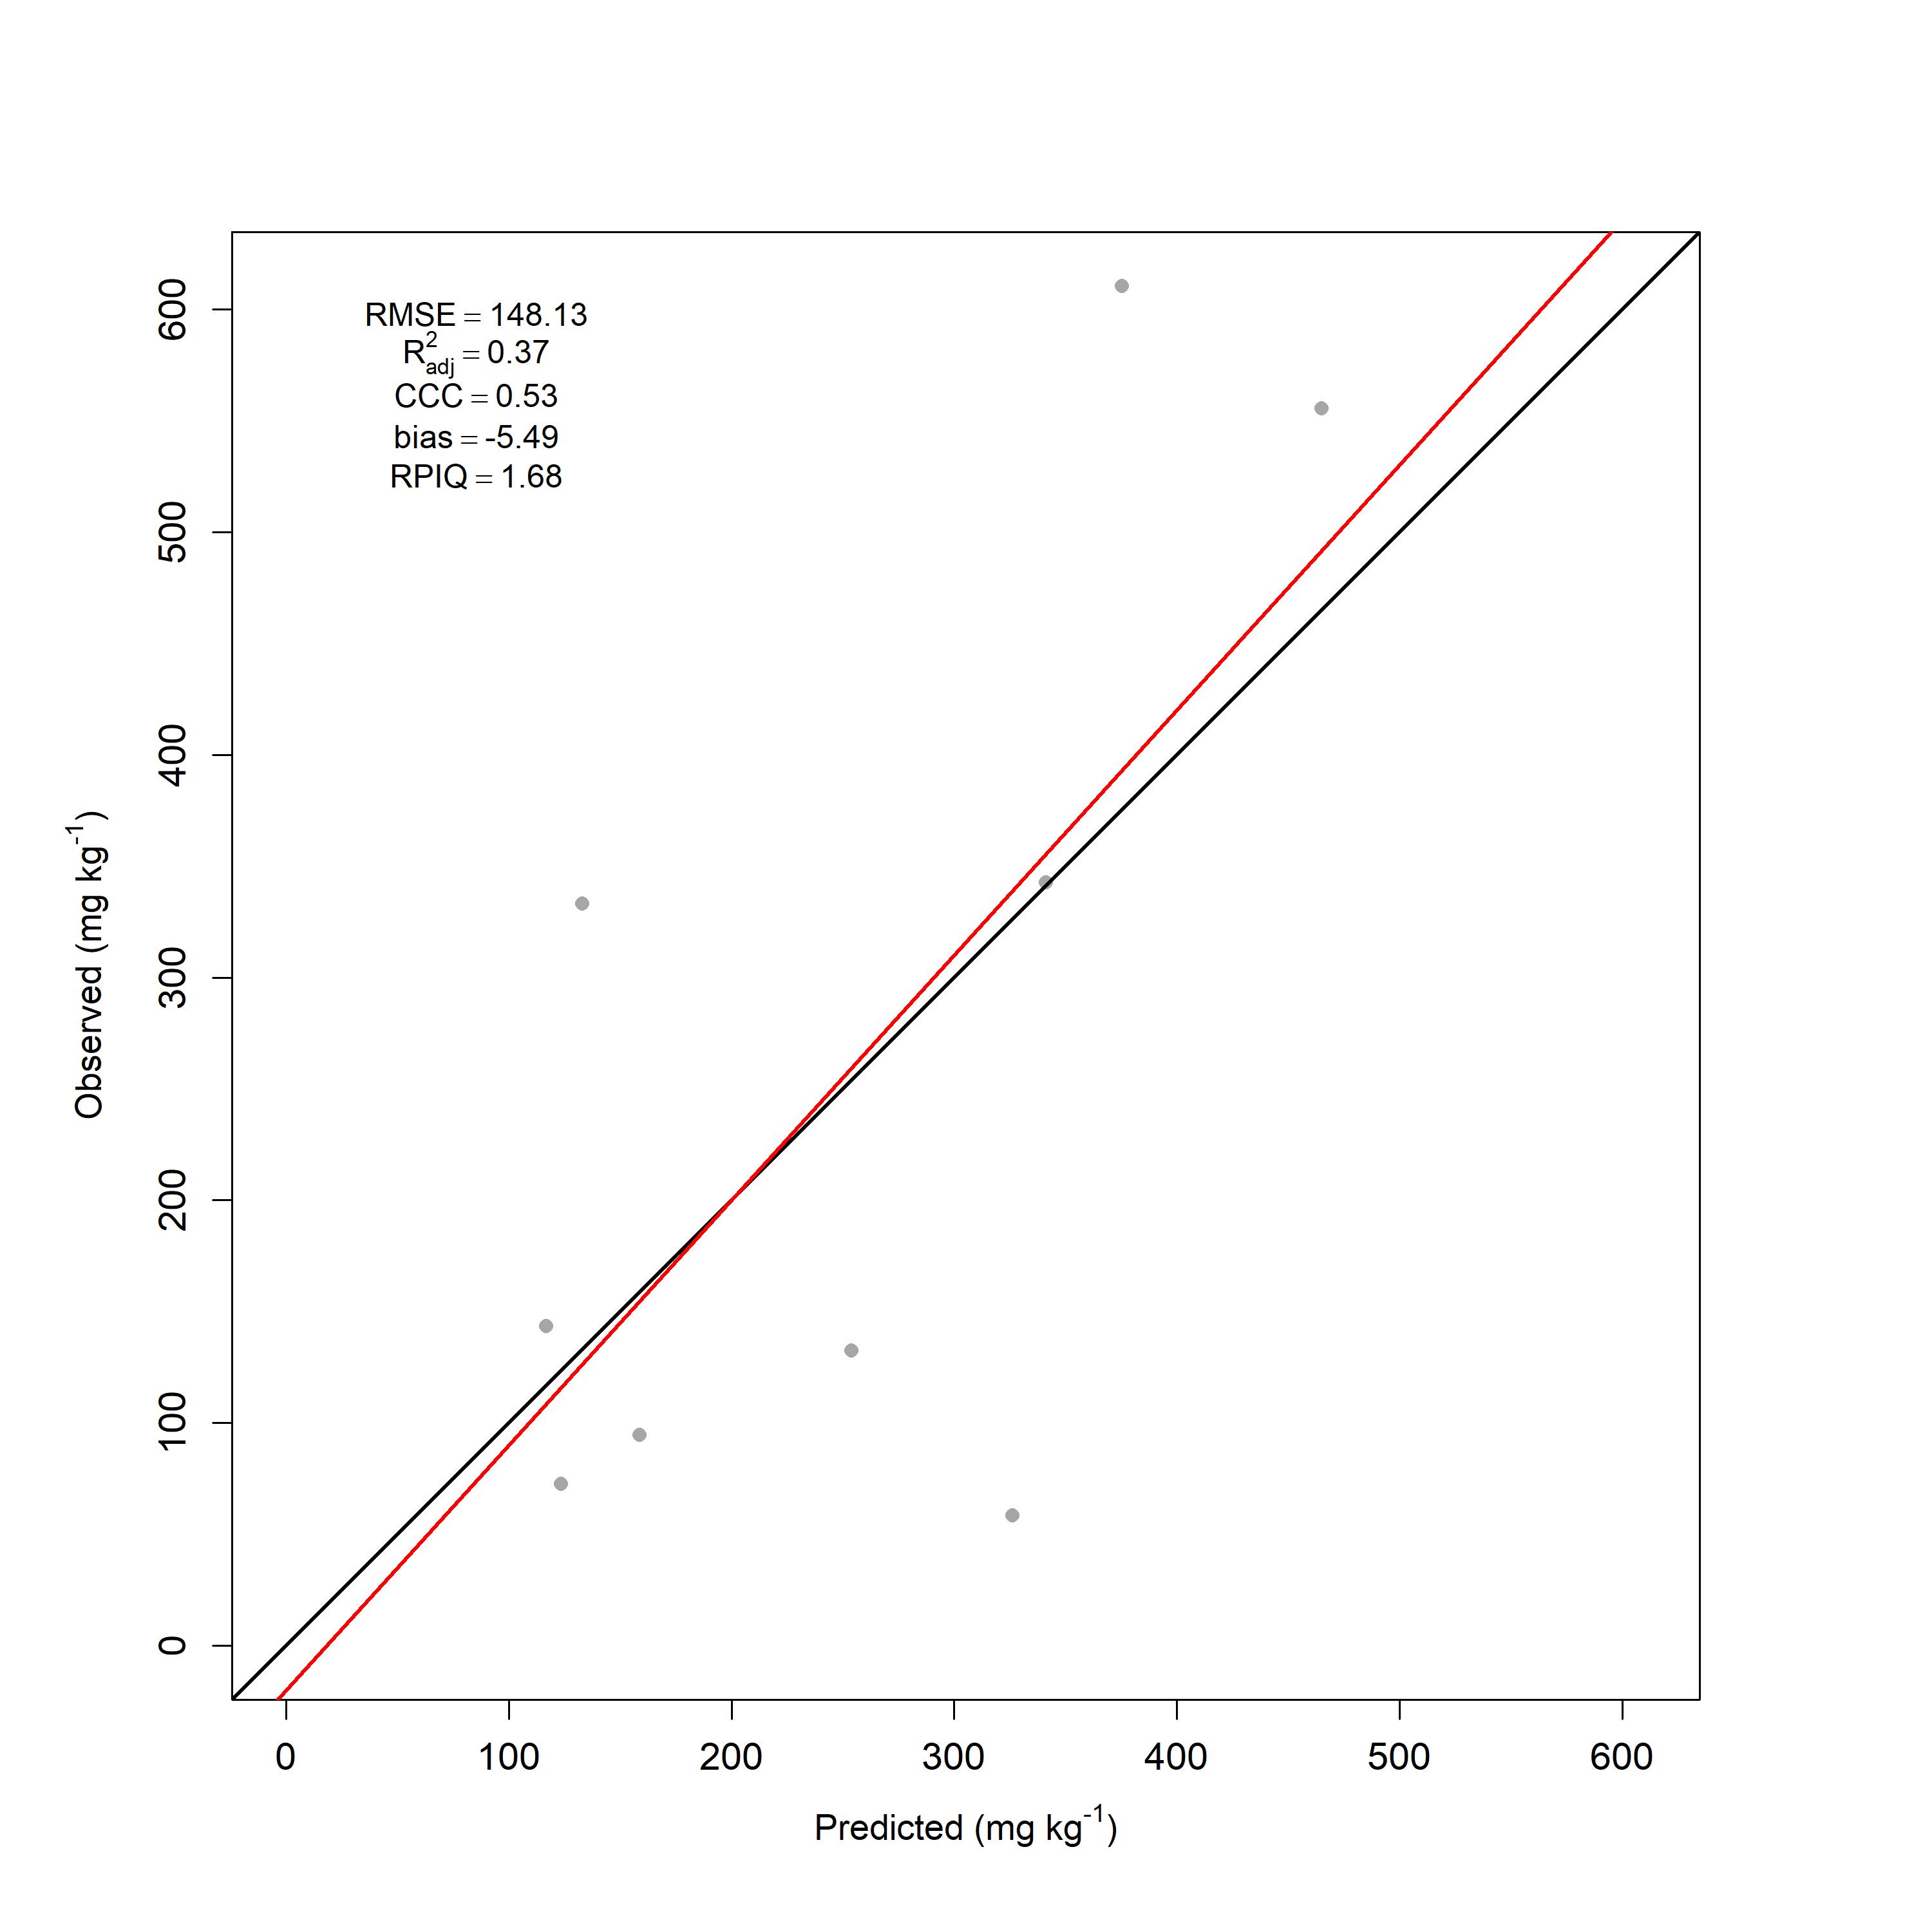 RMSE = 148.13
R²adj = 0.37
CCC = 0.53
bias = -5.49
RPIQ = 1.68
600
500
400
300
200
100
0
Observed (mg kg⁻¹)
0 100 200 300 400 500 600
Predicted (mg kg⁻¹)